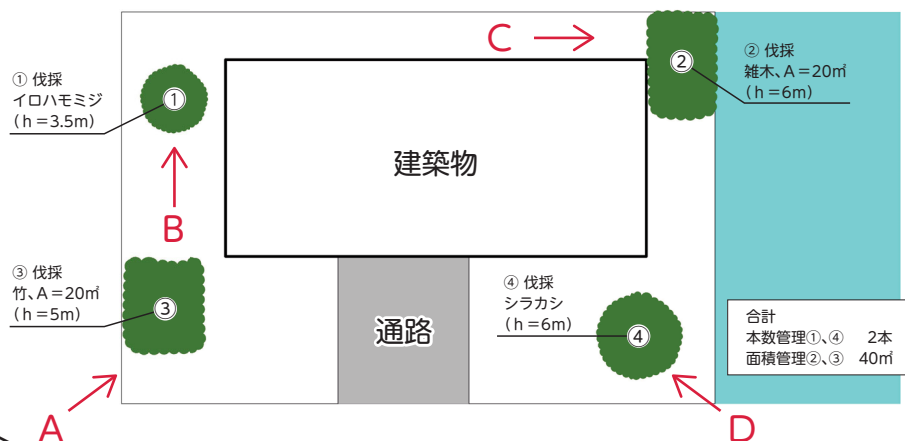 C
① 伐採
イロハモミジ
(h=3.5m)
①
②
② 伐採
雑木、A=20㎡
(h=6m)
建築物
B
③ 伐採
竹、A=20㎡
(h=5m)
③
通路
④ 伐採
シラカシ
(h=6m)
④
合計
本数管理①、④ 2本
面積管理②、③ 40㎡
A
D